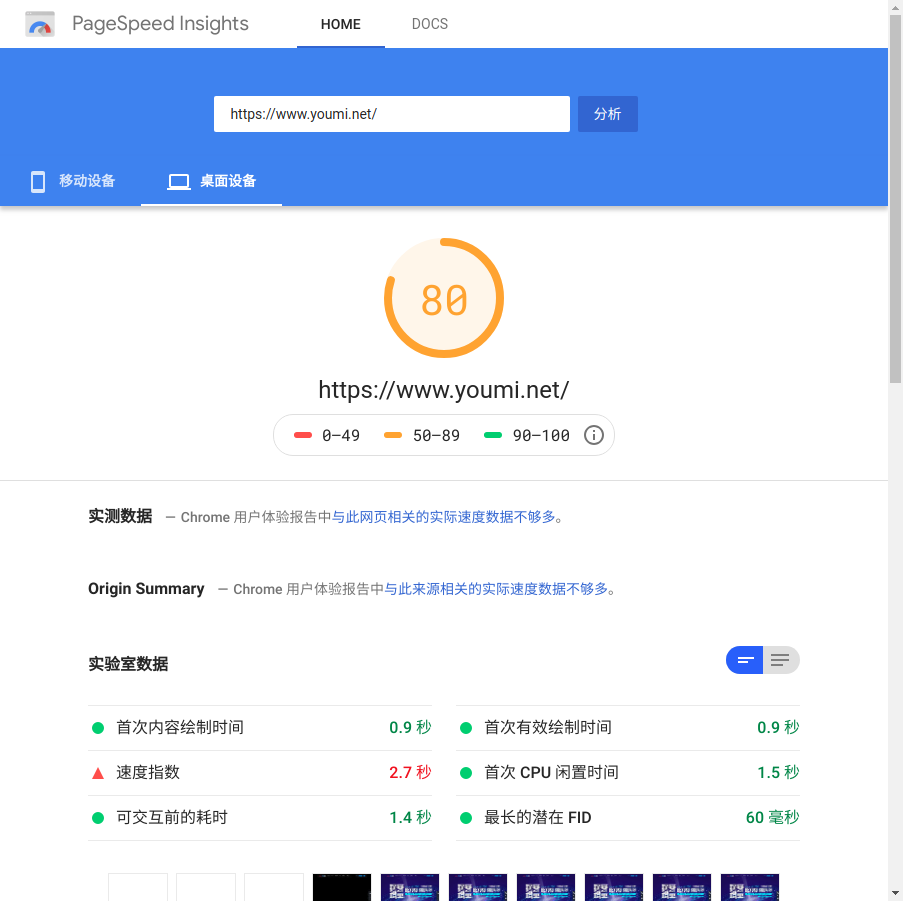 PageSpeed Insights
HOME
DOCS
https://www.youmi.net/
分析
移动设备
桌面设备
80
https://www.youmi.net/
0–49
50–89
90–100
实测数据 — Chrome 用户体验报告中与此网页相关的实际速度数据不够多。
Origin Summary — Chrome 用户体验报告中与此来源相关的实际速度数据不够多。
实验室数据
首次内容绘制时间 0.9 秒
首次有效绘制时间 0.9 秒
速度指数 2.7 秒
首次 CPU 闲置时间 1.5 秒
可交互前的耗时 1.4 秒
最长的潜在 FID 60 毫秒